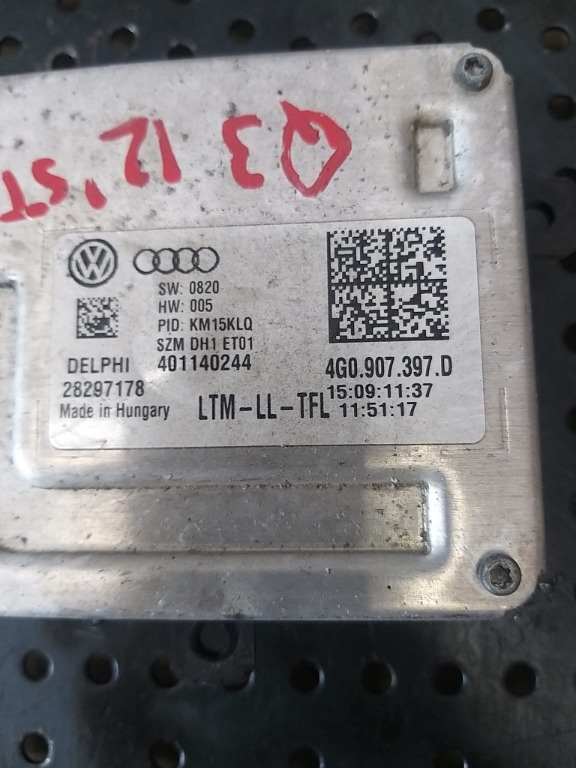 Q3 12 'ST
SW: 0820
HW: 005
PID: KM15KLQ
SZM DH1 ET01
DELPHI 401140244
28297178
Made in Hungary
LTM-LL-TFL
4G0.907.397.D
15:09:11:37
11:51:17